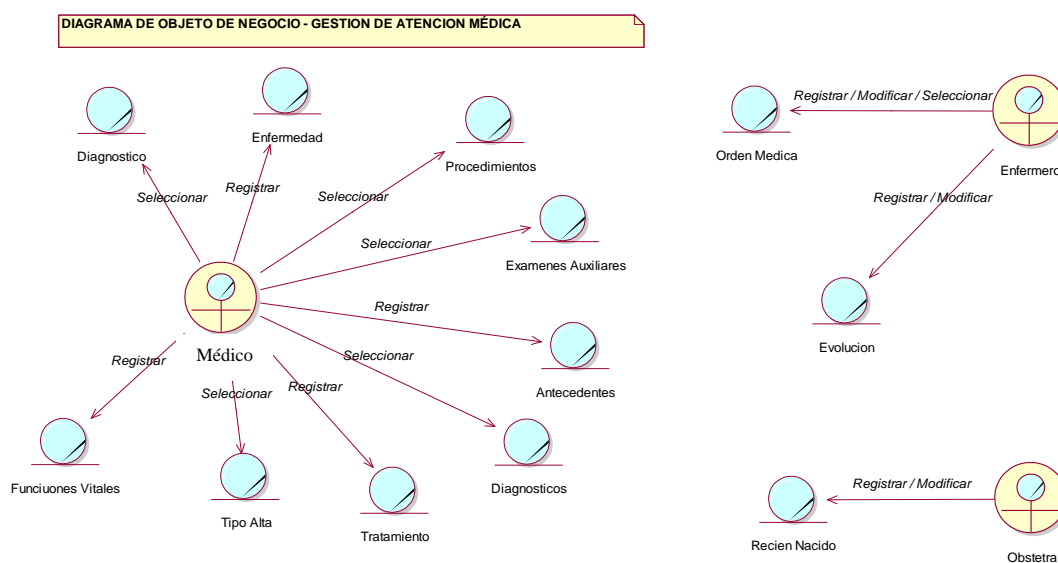 DIAGRAMA DE OBJETO DE NEGOCIO - GESTION DE ATENCION MÉDICA
Diagnostico
Enfermedad
Procedimientos
Seleccionar
Registrar
Seleccionar
Seleccionar
Examenes Auxiliares
Registrar
Antecedentes
Médico
Registrar
Seleccionar
Registrar
Seleccionar
Funciuones Vitales
Tipo Alta
Tratamiento
Diagnosticos
Registrar / Modificar / Seleccionar
Orden Medica
Enfermero
Registrar / Modificar
Evolucion
Registrar / Modificar
Recien Nacido
Obstetra